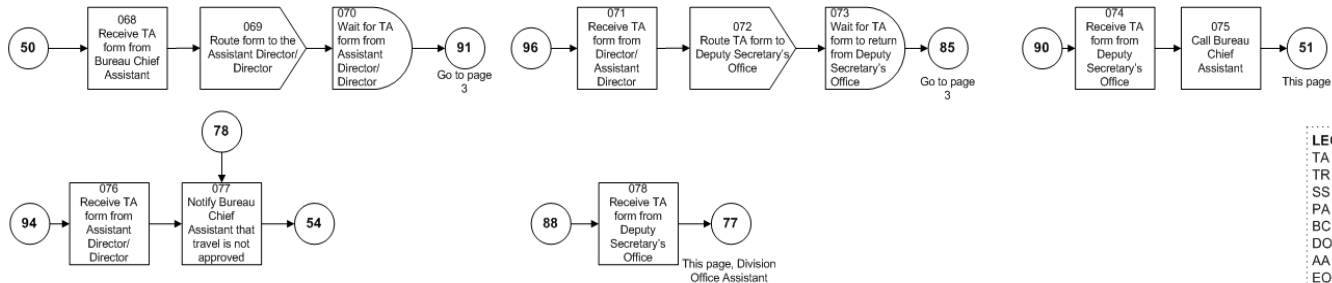 50
068
Receive TA
form from
Bureau Chief
Assistant
069
Route form to the
Assistant Director/
Director
070
Wait for TA
form from
Assistant
Director/
Director
91
Go to page
3
96
071
Receive TA
form from
Director/
Assistant
Director
072
Route TA form to
Deputy Secretary's
Office
073
Wait for TA
form to return
from Deputy
Secretary's
Office
85
Go to page
3
90
074
Receive TA
form from
Deputy
Secretary's
Office
075
Call Bureau
Chief
Assistant
51
This page
78
94
076
Receive TA
form from
Assistant
Director/
Director
077
Notify Bureau
Chief
Assistant that
travel is not
approved
54
88
078
Receive TA
form from
Deputy
Secretary's
Office
77
This page, Division
Office Assistant
TA
TR
SS
PA
BC
DO
AA
EO